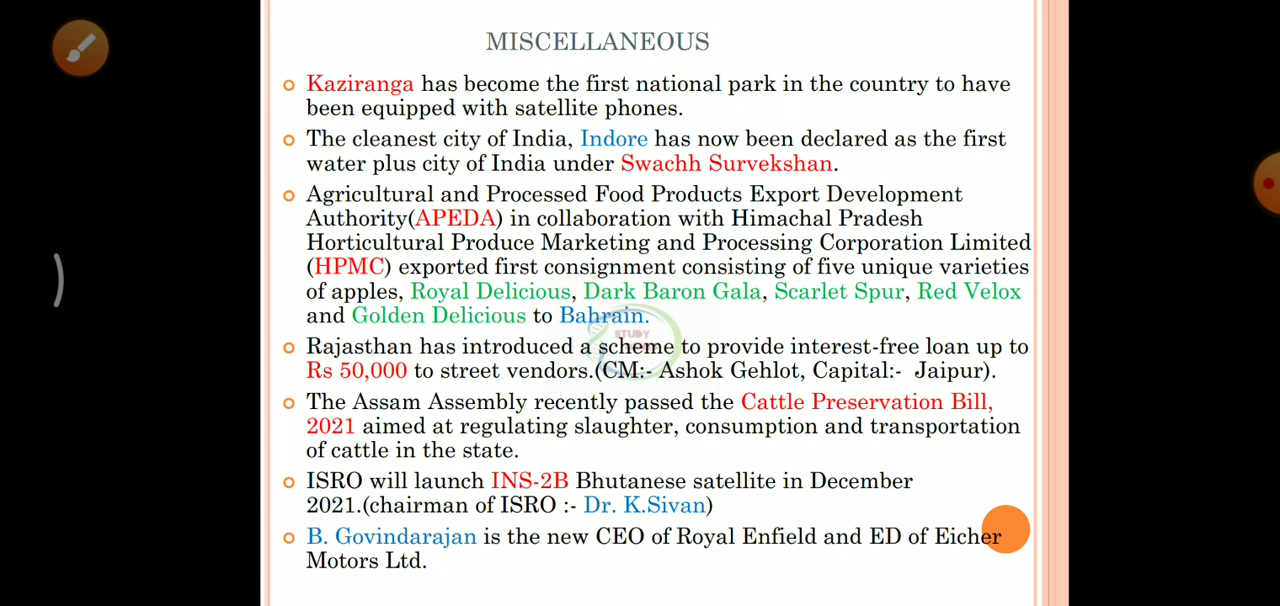 MISCELLANEOUS
Kaziranga has become the first national park in the country to have
been equipped with satellite phones.
The cleanest city of India, Indore has now been declared as the first
water plus city of India under Swachh Survekshan.
Agricultural and Processed Food Products Export Development
Authority(APEDA) in collaboration with Himachal Pradesh
Horticultural Produce Marketing and Processing Corporation Limited
(HPMC) exported first consignment consisting of five unique varieties
of apples, Royal Delicious, Dark Baron Gala, Scarlet Spur, Red Velox
and Golden Delicious to Bahrain.
STUDY
Rajasthan has introduced a scheme to provide interest-free loan up to
Rs 50,000 to street vendors.(CM:- Ashok Gehlot, Capital:- Jaipur).
The Assam Assembly recently passed the Cattle Preservation Bill,
2021 aimed at regulating slaughter, consumption and transportation
of cattle in the state.
ISRO will launch INS-2B Bhutanese satellite in December
2021.(chairman of ISRO :- Dr. K.Sivan)
B. Govindarajan is the new CEO of Royal Enfield and ED of Eicher
Motors Ltd.